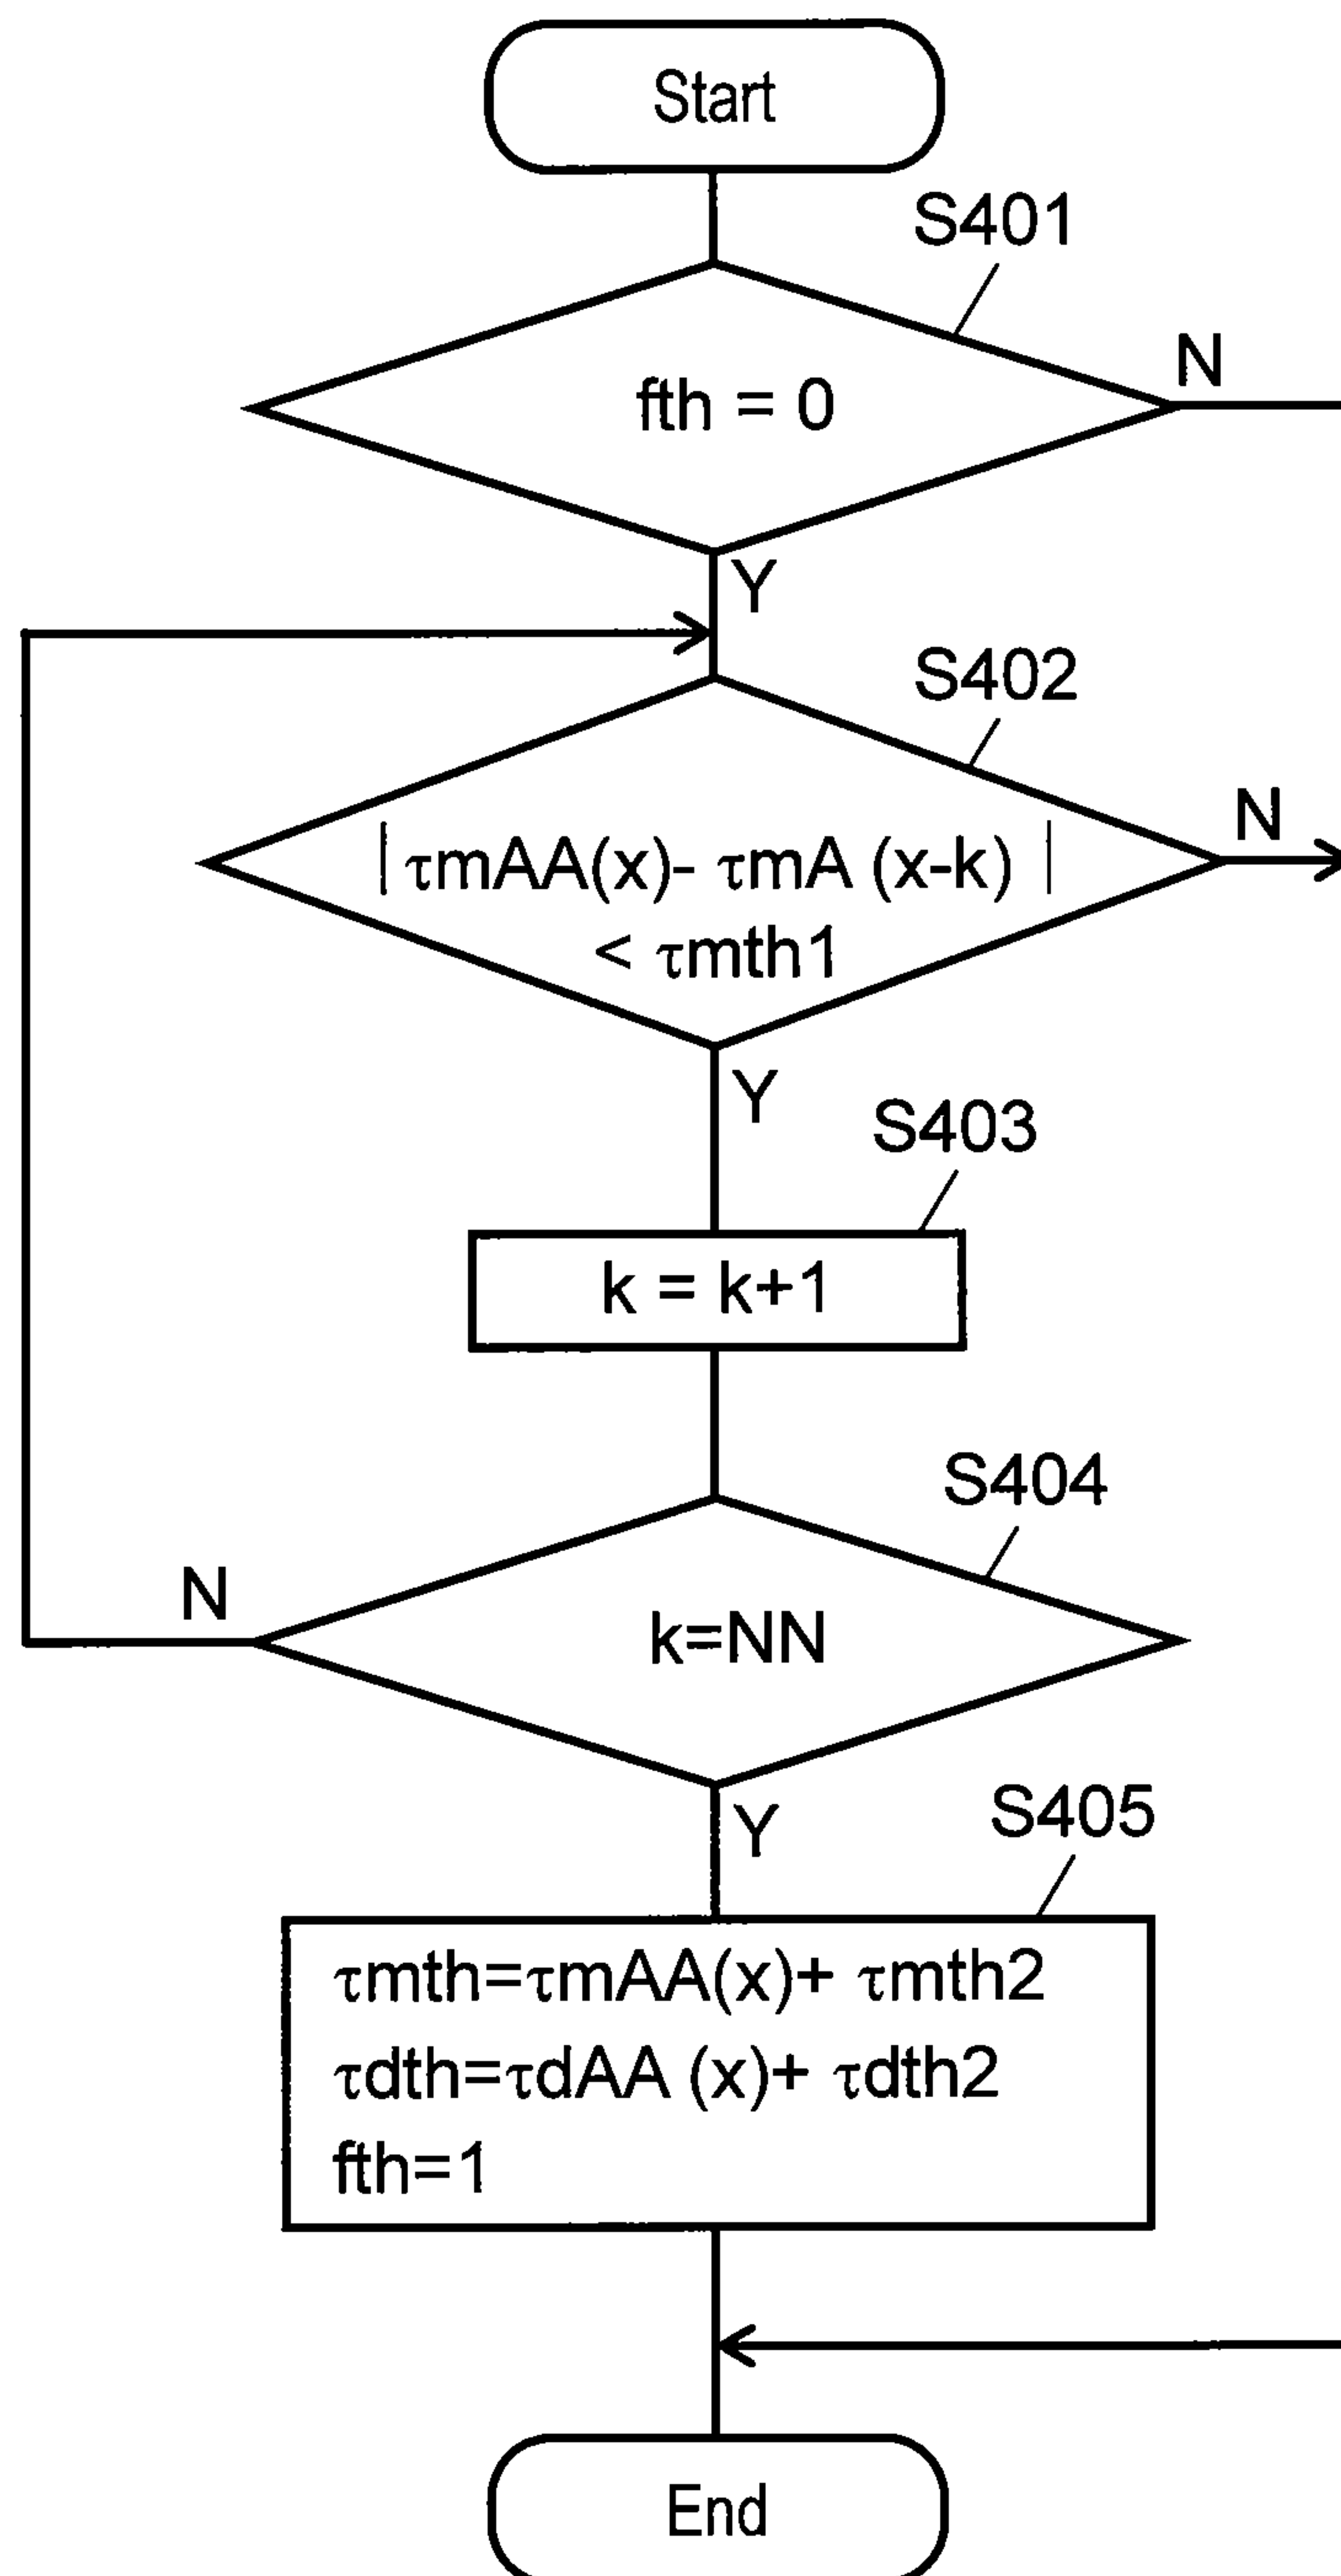 Start
S401
fth = 0
N
Y
S402
| τmAA(x)- τmA (x-k) |
< τmth1
N
Y
S403
k = k+1
S404
k=NN
N
Y
S405
τmth=τmAA(x)+ τmth2
τdth=τdAA (x)+ τdth2
fth=1
End